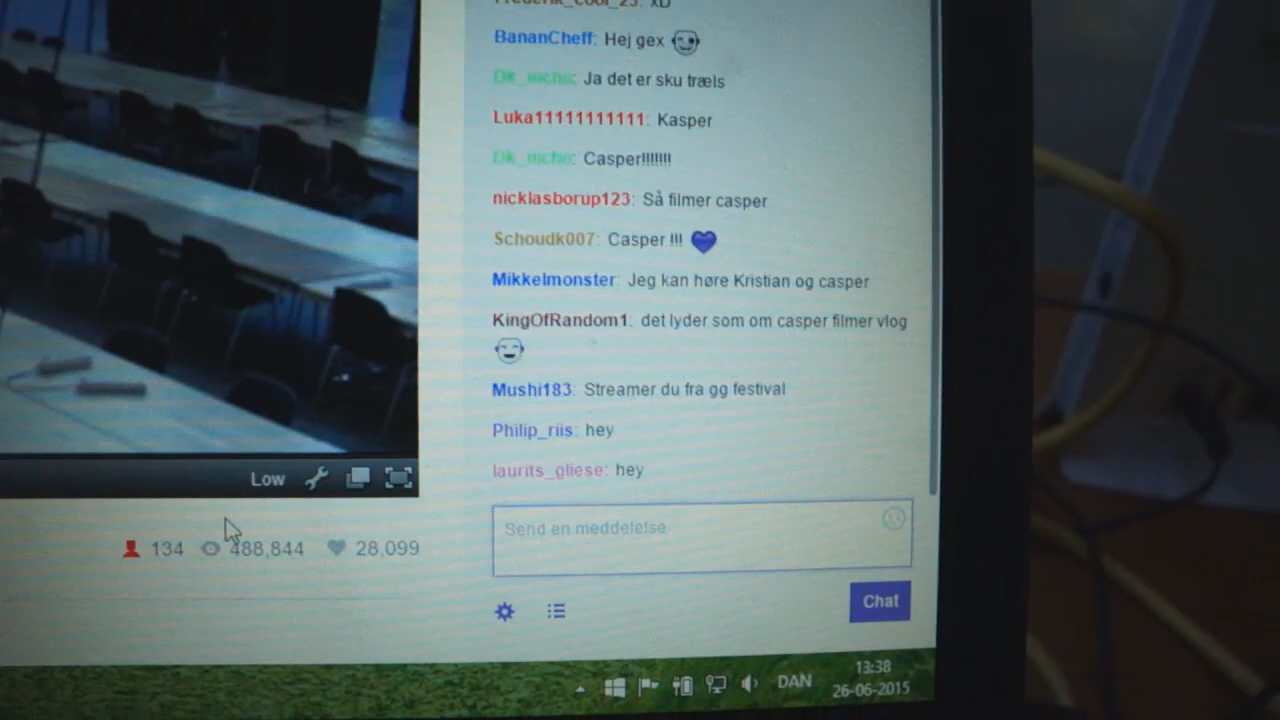 Frederik_cool_23: xD
BananCheff: Hej gex
Ja det er sku træls
Luka11111111111: Kasper
Casper!!!!!!!
nicklasborup123: Så filmer casper
Schoudk007: Casper !!!
Mikkelmonster: Jeg kan høre Kristian og casper
KingOfRandom1: det lyder som om casper filmer vlog
Mushi183: Streamer du fra gg festival
Philip_riis: hey
laurits_gliese: hey
Low
Send en meddelelse
134 488,844 28,099
Chat
DAN
13:38
26-06-2015